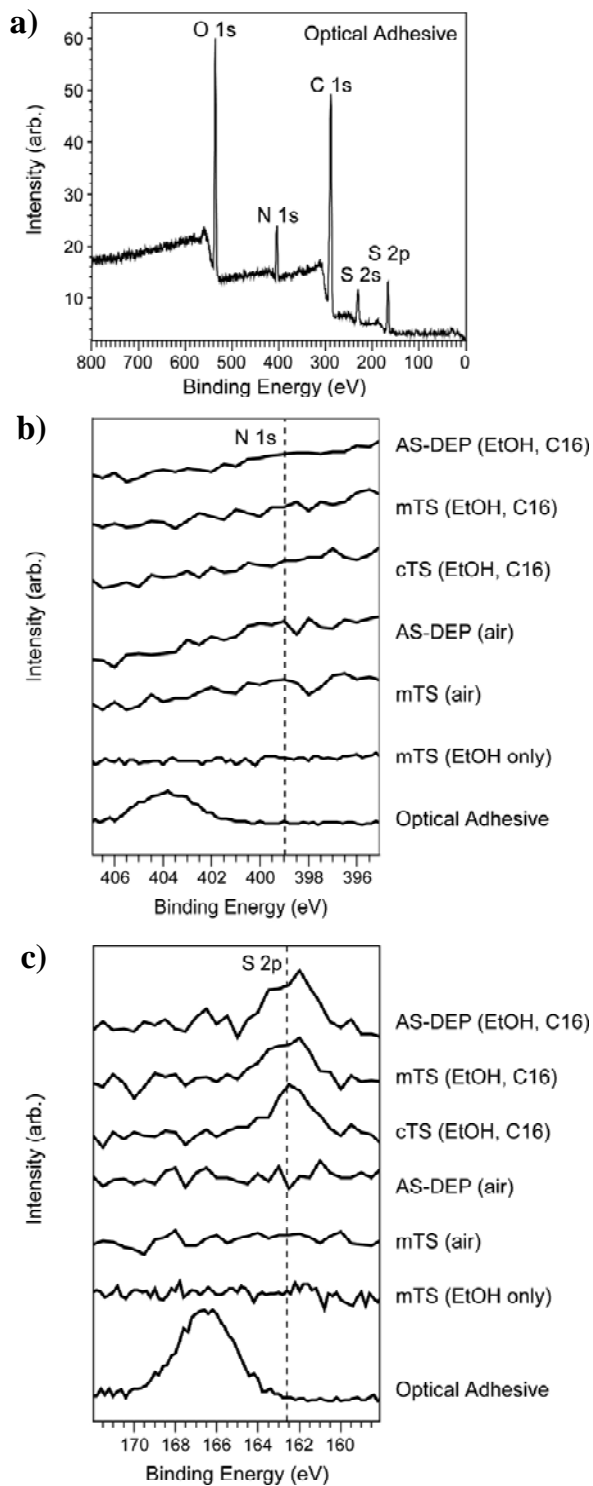 a)
O 1s
Optical Adhesive
C 1s
N 1s
S 2p
S 2s
60
50
40
30
20
10
Intensity (arb.)
800 700 600 500 400 300 200 100 0
Binding Energy (eV)
b)
N 1s
AS-DEP (EtOH, C16)
mTS (EtOH, C16)
cTS (EtOH, C16)
AS-DEP (air)
mTS (air)
mTS (EtOH only)
Optical Adhesive
Intensity (arb.)
406 404 402 400 398 396
Binding Energy (eV)
c)
S 2p
AS-DEP (EtOH, C16)
mTS (EtOH, C16)
cTS (EtOH, C16)
AS-DEP (air)
mTS (air)
mTS (EtOH only)
Optical Adhesive
Intensity (arb.)
170 168 166 164 162 160
Binding Energy (eV)